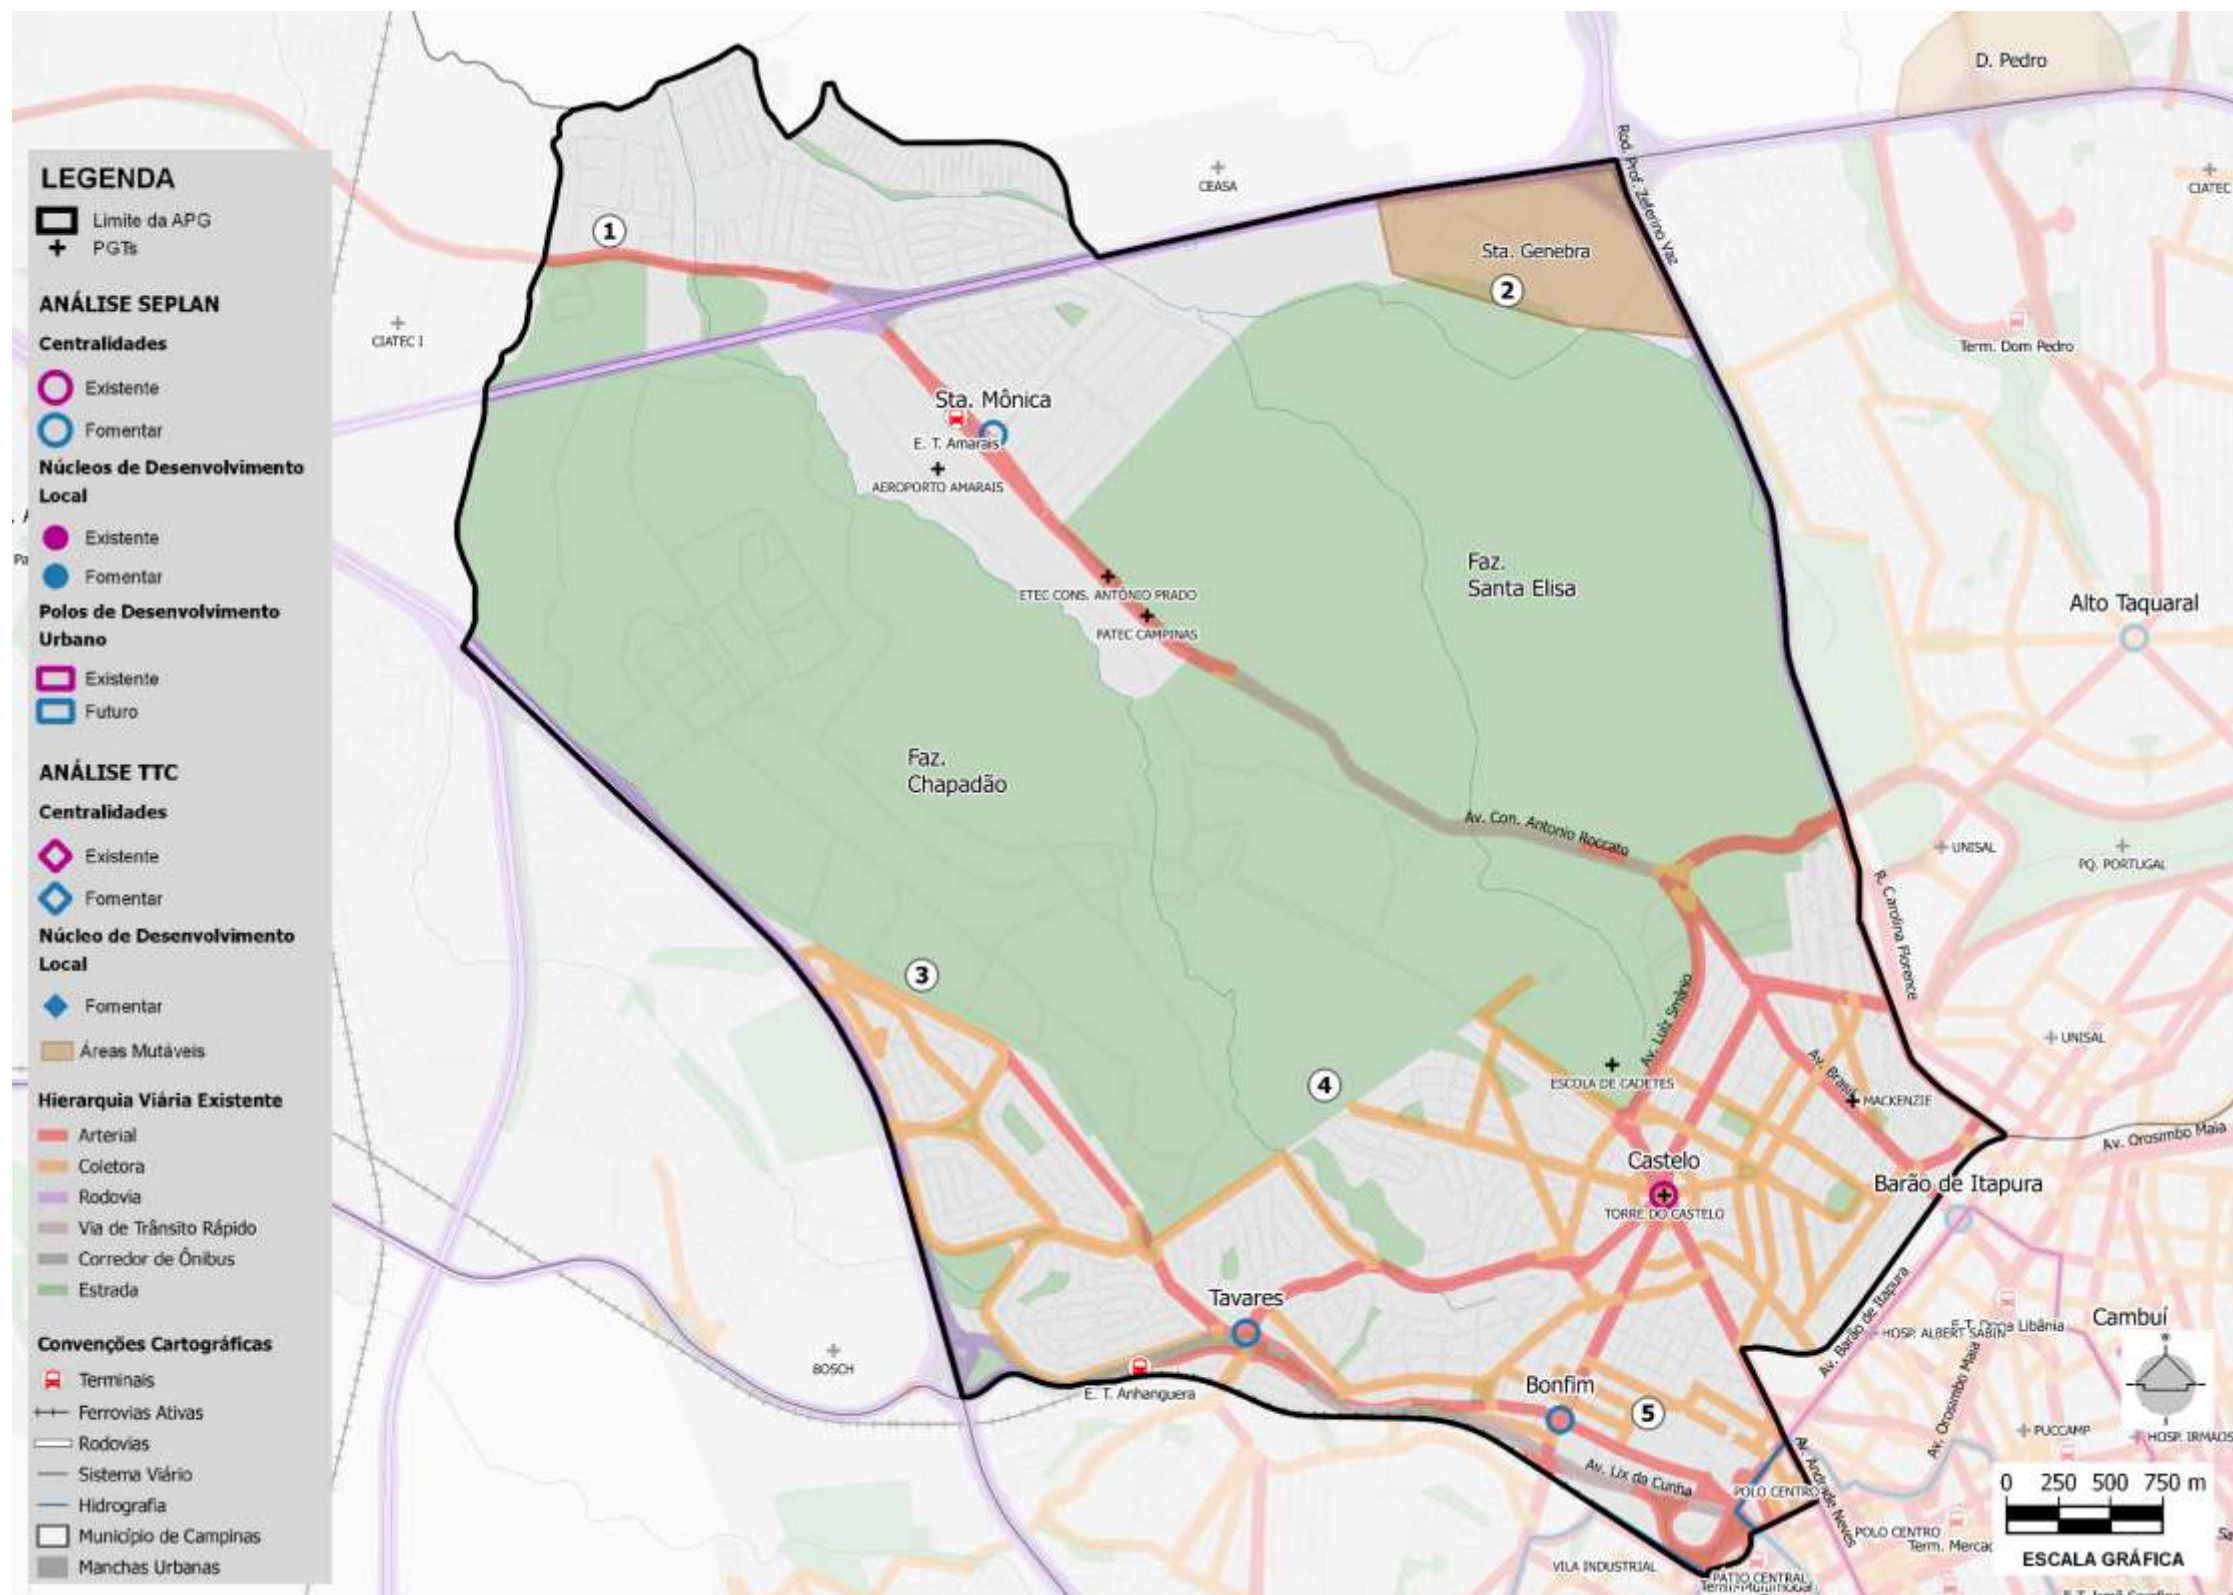 LEGENDA
Limite da APG
PGTs
ANÁLISE SEPLAN
Centralidades
Existente
Fomentar
Núcleos de Desenvolvimento
Local
Existente
Fomentar
Polos de Desenvolvimento
Urbano
Existente
Futuro
ANÁLISE TTC
Centralidades
Existente
Fomentar
Núcleo de Desenvolvimento
Local
Fomentar
Áreas Mutáveis
Hierarquia Viária Existente
Arterial
Coletora
Rodovia
Via de Trânsito Rápido
Corredor de Ônibus
Estrada
Convenções Cartográficas
Terminais
Ferrovias Ativas
Rodovias
Sistema Viário
Hidrografia
Município de Campinas
Manchas Urbanas
D. Pedro
CEASA
CIATEC
Rod. Prof. Zeferino Vaz
1
Sta. Genebra
2
CIATEC I
Term. Dom Pedro
Sta. Mônica
E. T. Amarais
AEROPORTO AMARAIS
Faz.
Santa Elisa
ETEC CONS. ANTÔNIO PRADO
FATEC CAMPINAS
Alto Taquaral
Faz.
Chapadão
Av. Con. Antonio Roccato
UNISAL
PQ. PORTUGAL
R. Carolina Florence
3
Av. Luiz Smânio
UNISAL
4
ESCOLA DE CADETES
Av. Brasil
MACKENZIE
Av. Orosimbo Maia
Castelo
Barão de Itapura
TORRE DO CASTELO
Tavares
Av. Barão de Itapura
HOSP. ALBERT SABIN
E.T. Dona Libânia
Cambuí
BOSCH
E. T. Anhanguera
Bonfim
5
Av. Orosimbo Maia
PUCCAMP
HOSP. IRMÃOS
Av. Lix da Cunha
POLO CENTRO
Av. Andrade Neves
POLO CENTRO
Term. Mercad
VILA INDUSTRIAL
PÁTIO CENTRAL
Term. Multimodal
0 250 500 750 m
ESCALA GRÁFICA